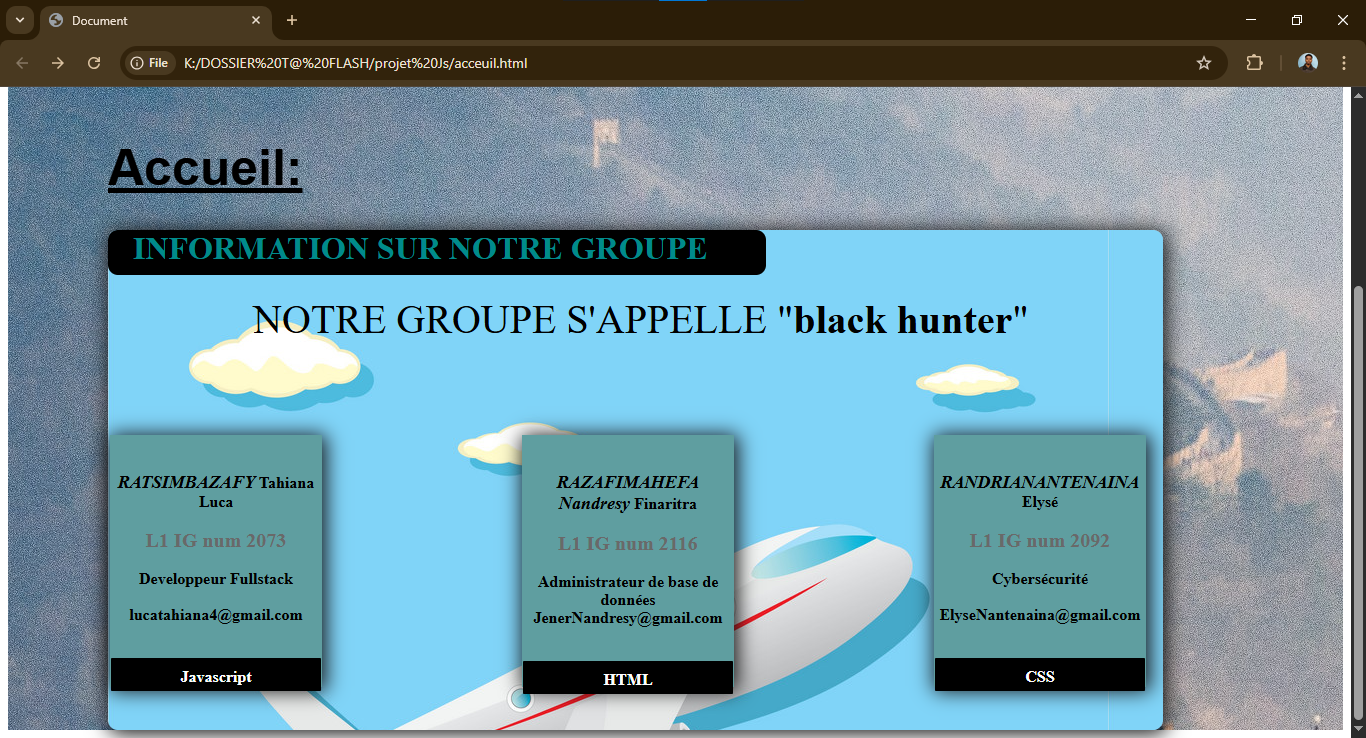 Document
File
K:/DOSSIER%20T@%20FLASH/projet%20Js/acceuil.html
Accueil:
INFORMATION SUR NOTRE GROUPE
NOTRE GROUPE S'APPELLE "black hunter"
RATSIMBAZAFY Tahiana
Luca
L1 IG num 2073
Developpeur Fullstack
lucatahiana4@gmail.com
Javascript
RAZAFIMAHEFA
Nandresy Finaritra
L1 IG num 2116
Administrateur de base de
données
JenerNandresy@gmail.com
HTML
RANDRIANANTENAINA
Elysé
L1 IG num 2092
Cybersécurité
ElyseNantenaina@gmail.com
CSS